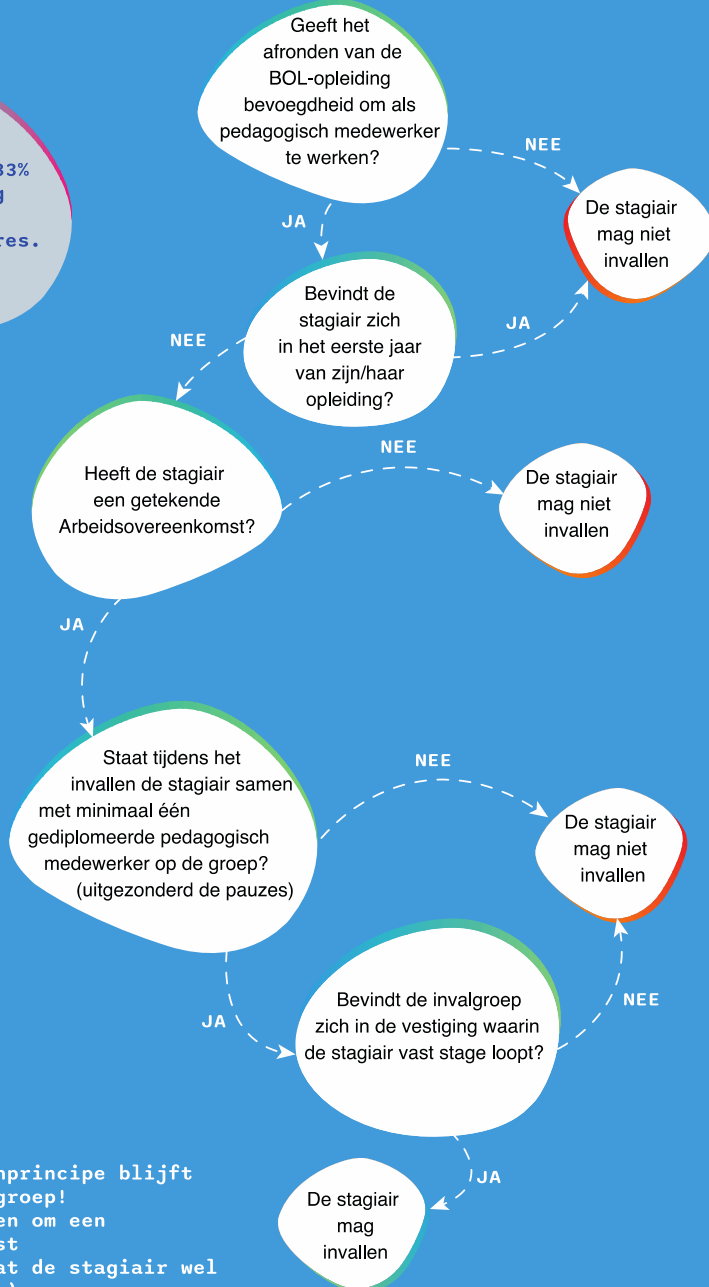 Geeft het
afronden van de
BOL-opleiding
bevoegdheid om als
pedagogisch medewerker
te werken?
NEE
De stagiair
mag niet
invallen
JA
Bevindt de
stagiair zich
in het eerste jaar
van zijn/haar
opleiding?
JA
NEE
Heeft de stagiair
een getekende
Arbeidsovereenkomst?
NEE
De stagiair
mag niet
invallen
JA
Staat tijdens het
invallen de stagiair samen
met minimaal één
gediplomeerde pedagogisch
medewerker op de groep?
(uitgezonderd de pauzes)
NEE
De stagiair
mag niet
invallen
JA
Bevindt de invalgroep
zich in de vestiging waarin
de stagiair vast stage loopt?
NEE
JA
De stagiair
mag
invallen
33%
blijft
groep!
om een
at de stagiair wel